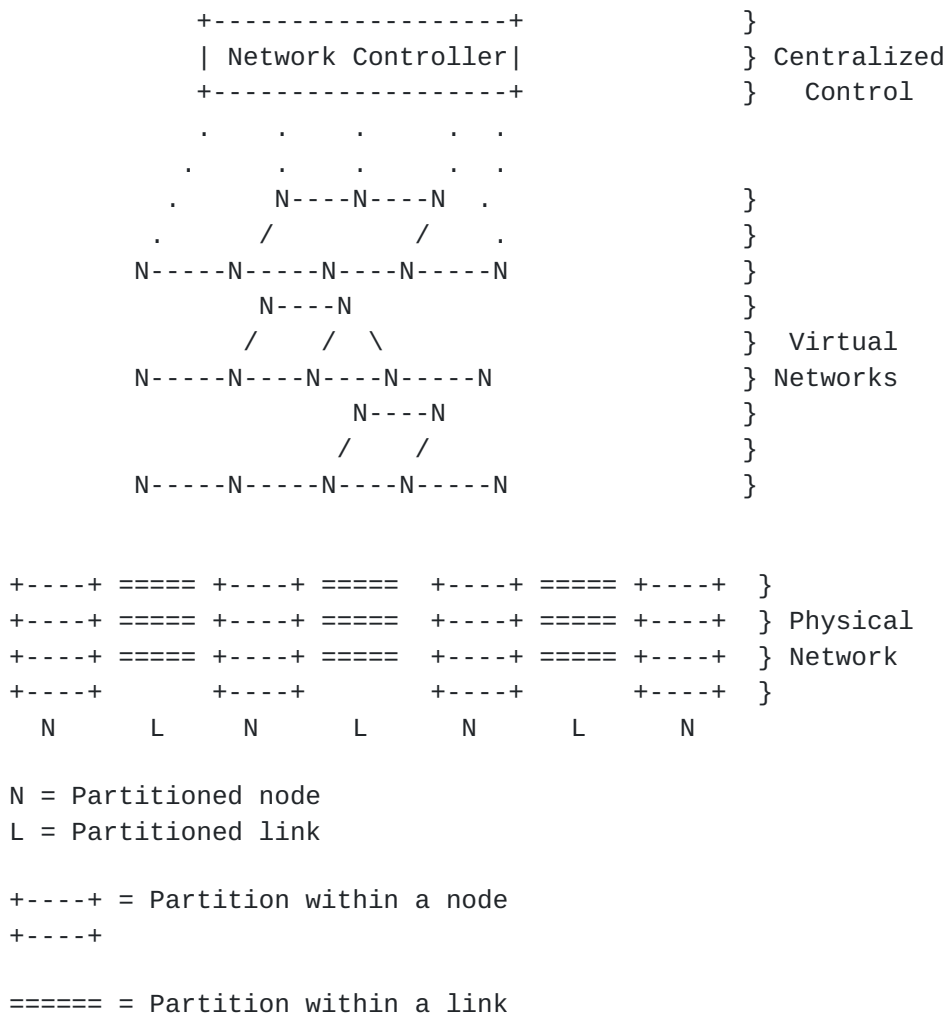 +-------------------+              }
            | Network Controller|              } Centralized
            +-------------------+              }   Control
            .    .    .     .  .
           .     .    .     .  .
          .      N----N----N  .                }
         .      /         /    .               }
        N-----N-----N----N-----N               }
                N----N                         }
               /    /  \                       }  Virtual
        N-----N----N----N-----N                } Networks
                      N----N                   }
                     /    /                    }
        N-----N-----N----N-----N               }
+----+ ===== +----+ =====  +----+ ===== +----+  }
+----+ ===== +----+ =====  +----+ ===== +----+  } Physical
+----+ ===== +----+ =====  +----+ ===== +----+  } Network
+----+       +----+        +----+       +----+  }
  N      L     N      L      N      L      N
N = Partitioned node
L = Partitioned link
+----+ = Partition within a node
+----+
====== = Partition within a link